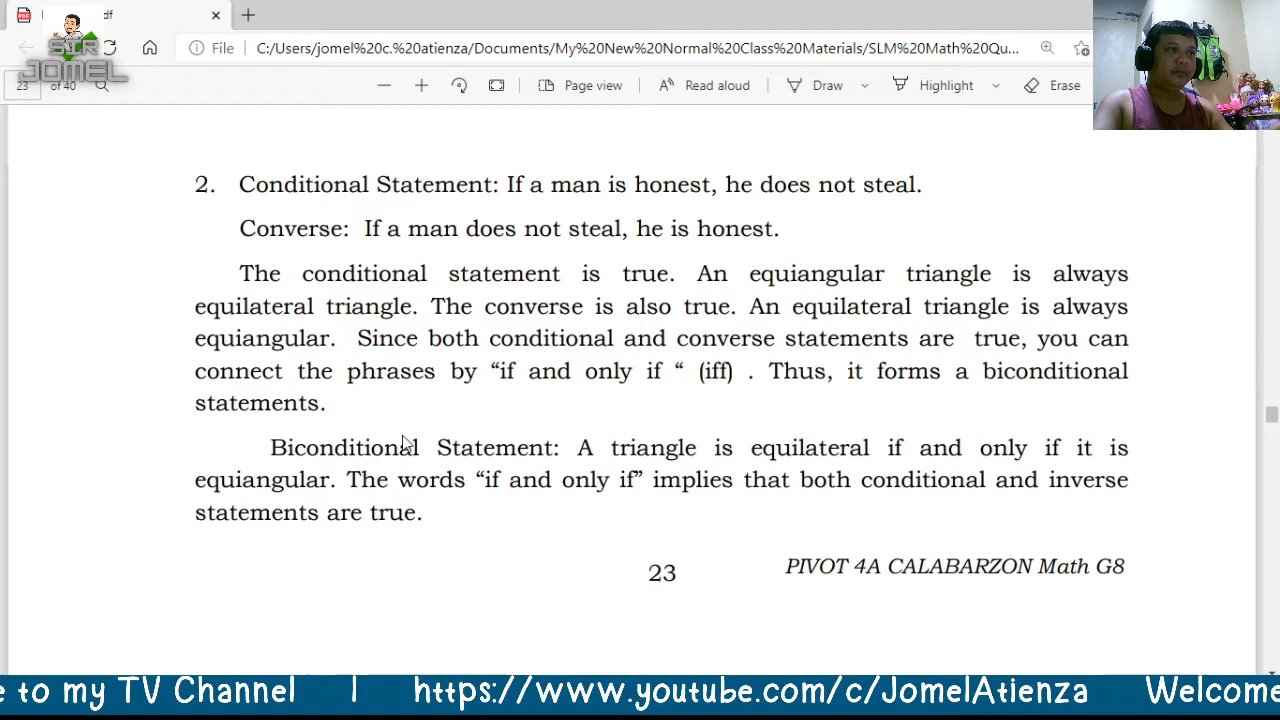 df
File
C:/Users/jomel%20c.%20atienza/Documents/My%20New%20Normal%20Class%20Materials/SLM%20Math%20Qu...
SIR
JOMEL
23
of 40
Page view
Read aloud
Draw
Highlight
Erase
2. Conditional Statement: If a man is honest, he does not steal.
Converse: If a man does not steal, he is honest.
The conditional statement is true. An equiangular triangle is always
equilateral triangle. The converse is also true. An equilateral triangle is always
equiangular. Since both conditional and converse statements are true, you can
connect the phrases by “if and only if “ (iff) . Thus, it forms a biconditional
statements.
Biconditional Statement: A triangle is equilateral if and only if it is
equiangular. The words “if and only if” implies that both conditional and inverse
statements are true.
23
PIVOT 4A CALABARZON Math G8
e to my TV Channel | https://www.youtube.com/c/JomelAtienza Welcome